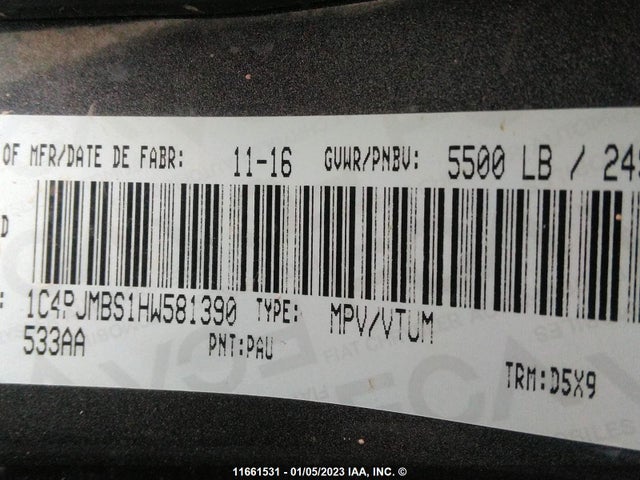 OF MFR/DATE DE FABR: 11-16 GVWR/PNBV: 5500 LB / 249
D
: 1C4PJMBS1HW581390 TYPE: MPV/VTUM
533AA PNT:PAU TRM:D5X9
11661531 - 01/05/2023 IAA, INC. ©